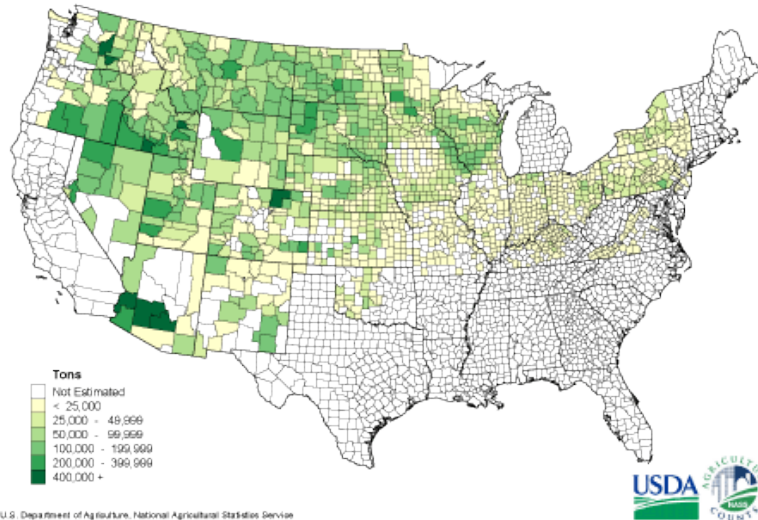 Tons
Not Estimated
< 25,000
25,000 - 49,999
50,000 - 99,999
100,000 - 199,999
200,000 - 399,999
400,000 +
U.S. Department of Agriculture, National Agricultural Statistics Service
USDA
AGRICULTURE
NASS
COUNTS